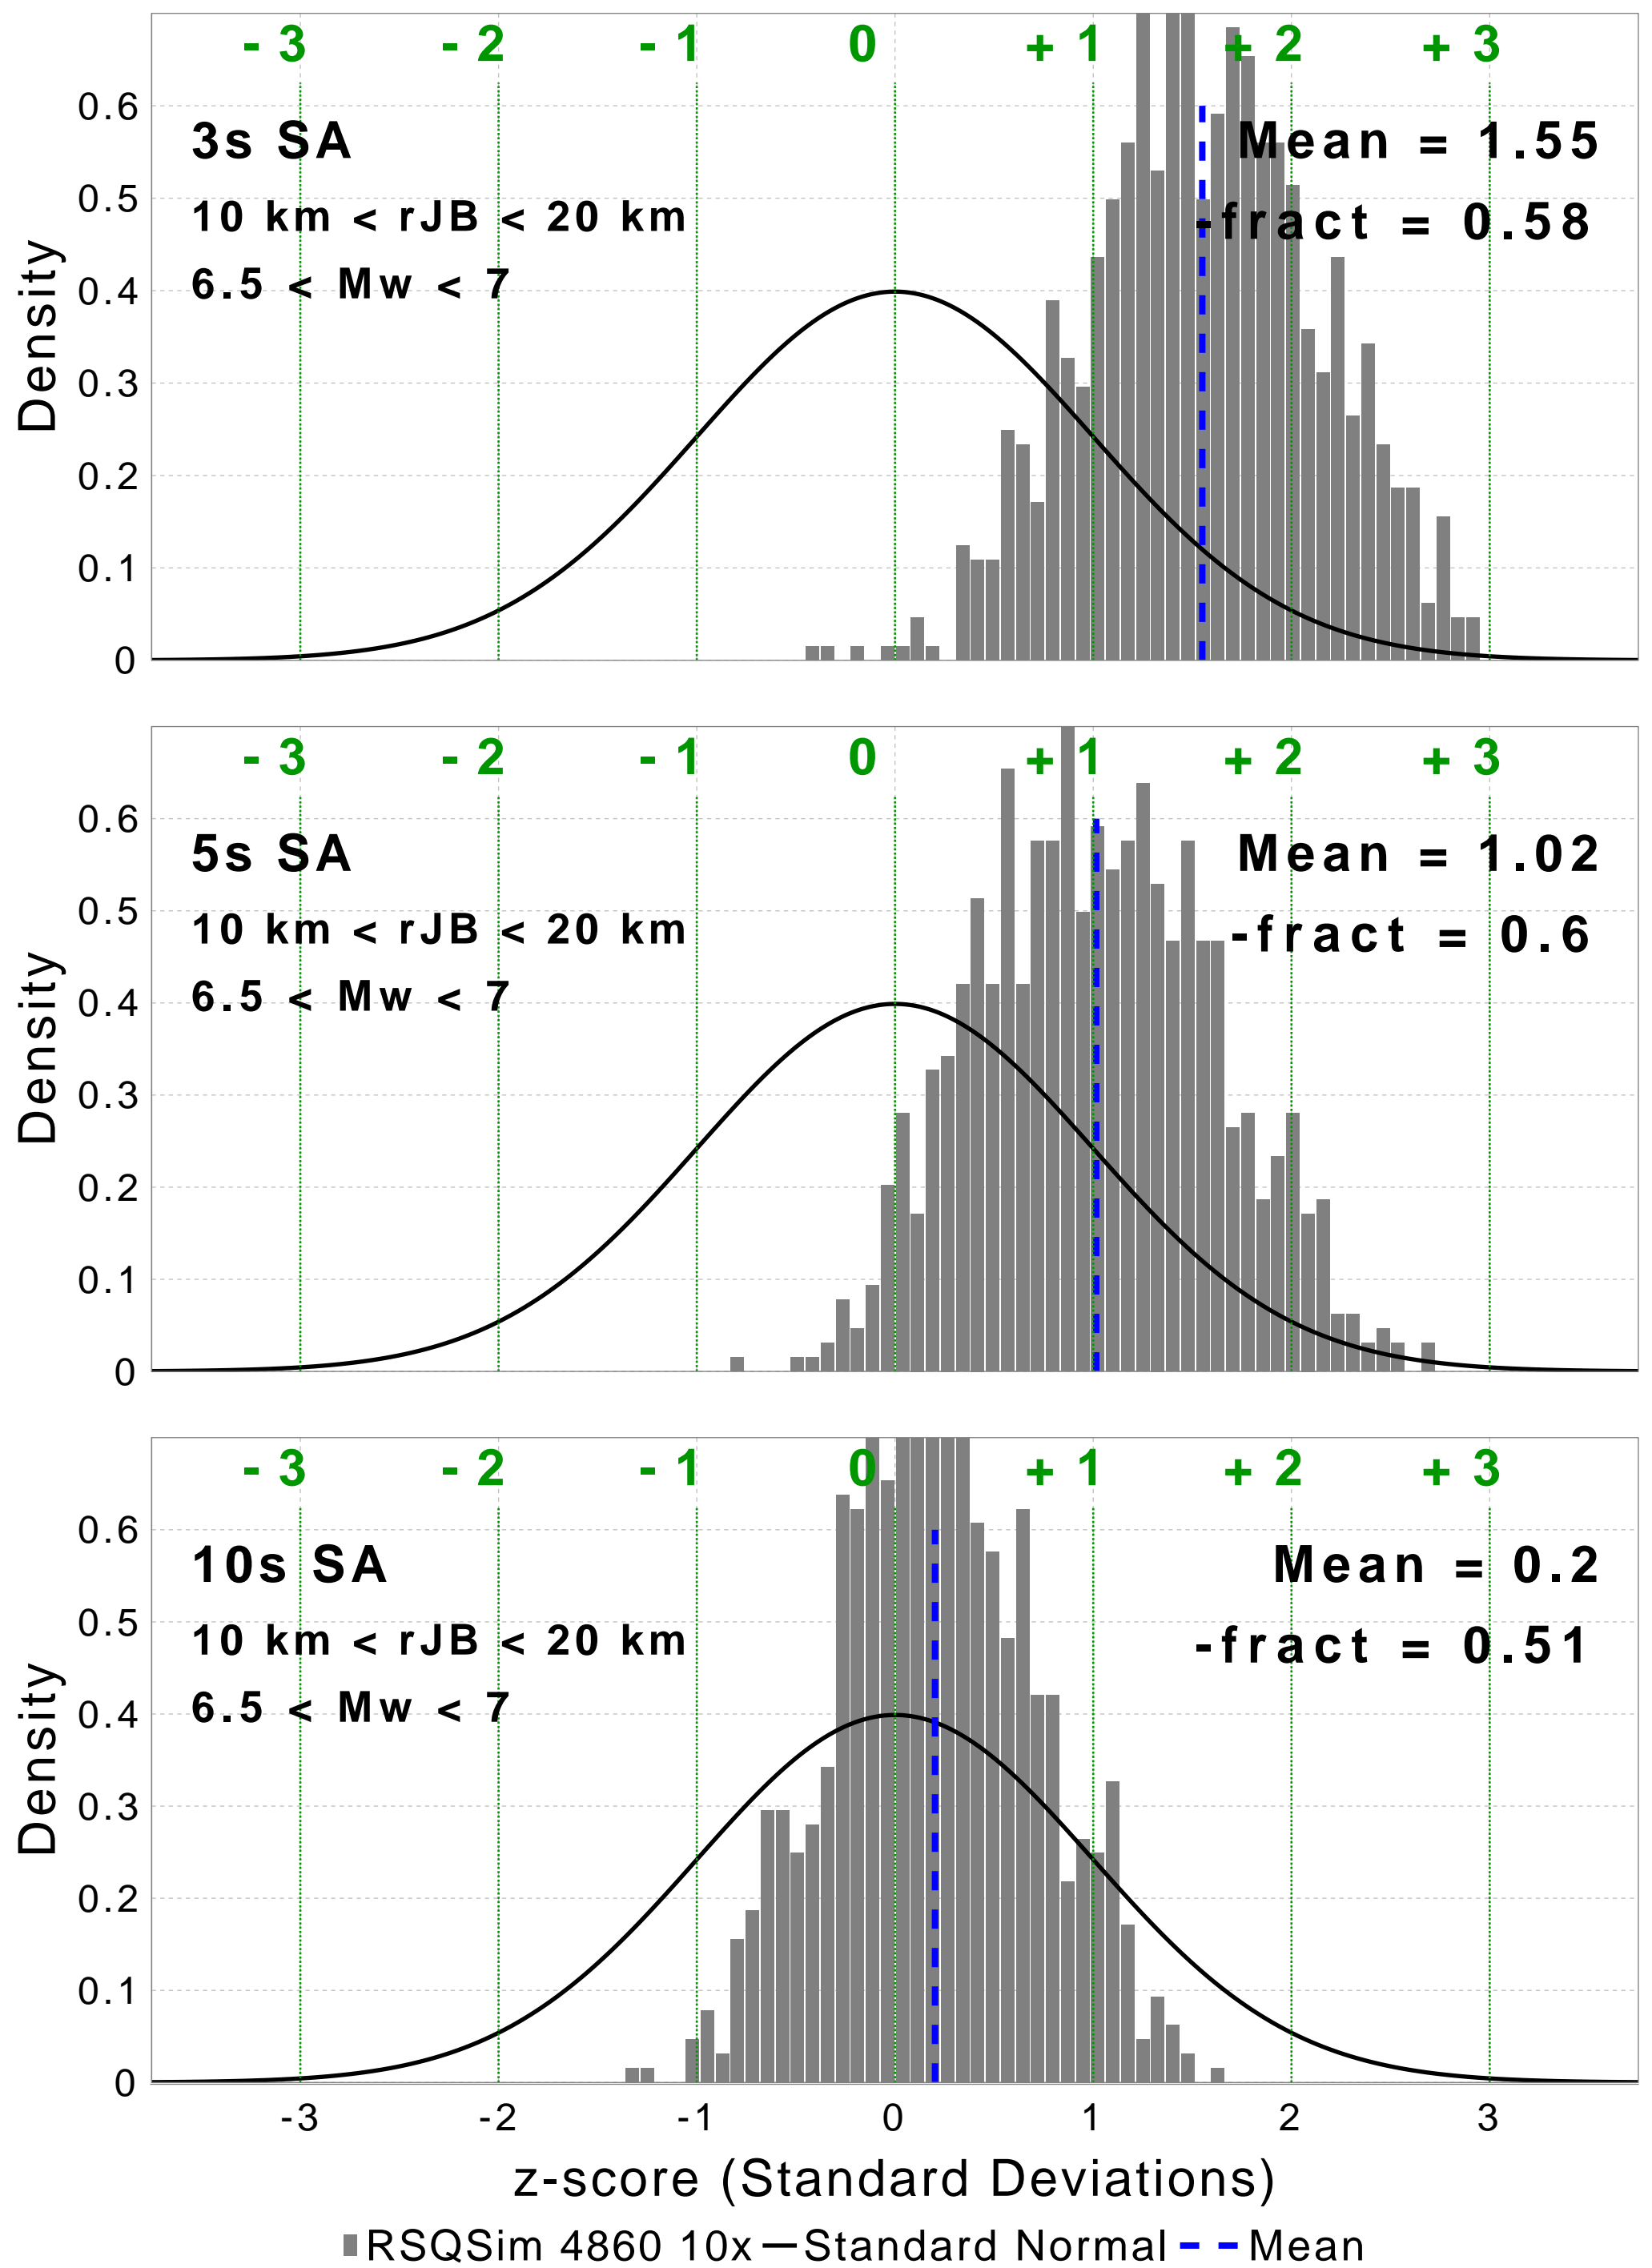 - 3 - 2 - 1 0 + 1 + 2 + 3
0.6
3s SA
Mean = 1.55
0.5
10 km < rJB < 20 km
-fract = 0.58
6.5 < Mw < 7
0.4
0.3
0.2
0.1
0
Density
- 3 - 2 - 1 0 + 1 + 2 + 3
0.6
5s SA
Mean = 1.02
0.5
10 km < rJB < 20 km
-fract = 0.6
6.5 < Mw < 7
0.4
0.3
0.2
0.1
0
Density
- 3 - 2 - 1 0 + 1 + 2 + 3
0.6
10s SA
Mean = 0.2
0.5
10 km < rJB < 20 km
-fract = 0.51
6.5 < Mw < 7
0.4
0.3
0.2
0.1
0
Density
-3 -2 -1 0 1 2 3
z-score (Standard Deviations)
RSQSim 4860 10x Standard Normal Mean